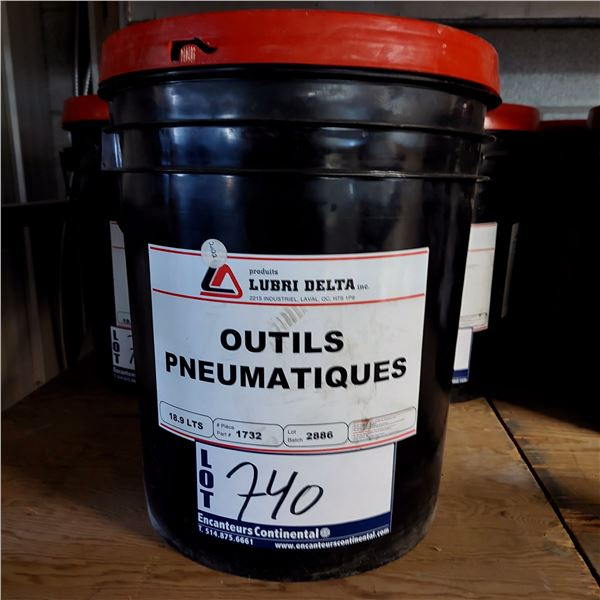 produits
LUBRI DELTA inc.
2215 INDUSTRIEL, LAVAL, QC, H7S 1P8
OUTILS
PNEUMATIQUES
18.9 LTS
# Pièce
Part # 1732
Lot
Batch 2886
LOT
740
Encanteurs Continental
T. 514.875.6661
www.encanteurscontinental.com
LOT